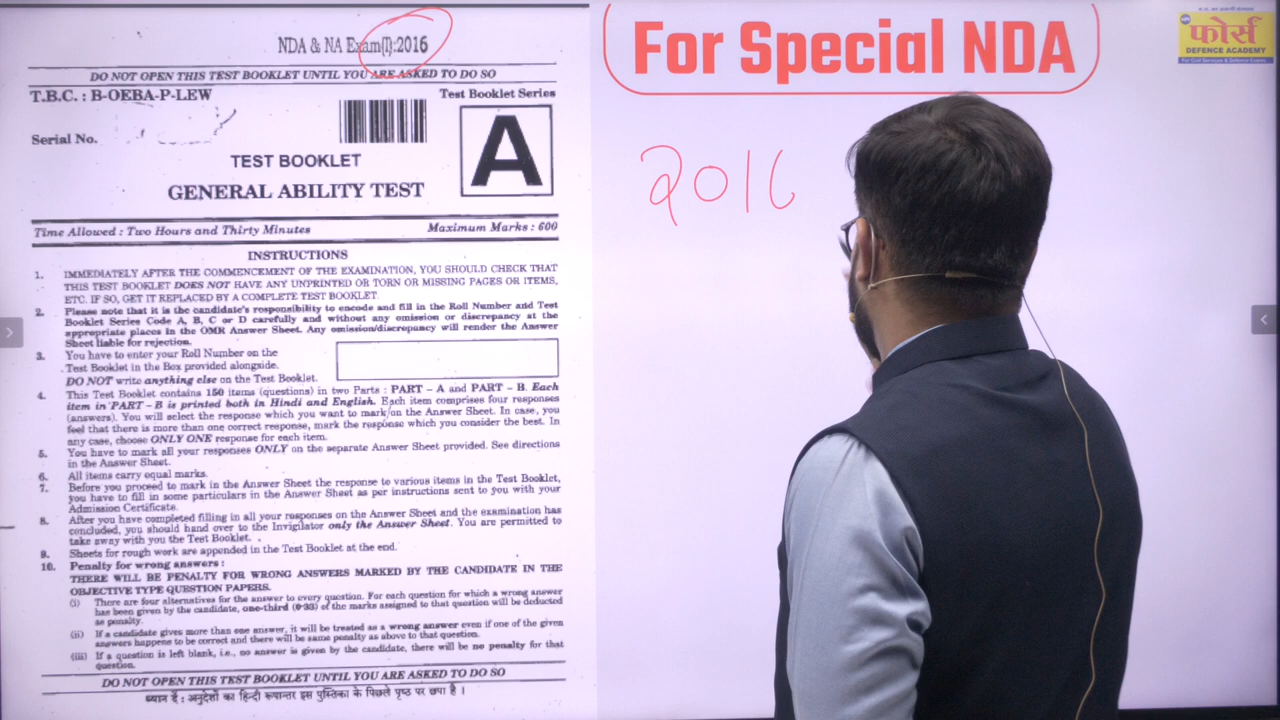 NDA & NA Exam(I):2016
DO NOT OPEN THIS TEST BOOKLET UNTIL YOU ARE ASKED TO DO SO
T.B.C. : B-OEBA-P-LEW
Test Booklet Series
Serial No.
A
TEST BOOKLET
GENERAL ABILITY TEST
Time Allowed : Two Hours and Thirty Minutes
Maximum Marks : 600
INSTRUCTIONS
1. IMMEDIATELY AFTER THE COMMENCEMENT OF THE EXAMINATION, YOU SHOULD CHECK THAT
THIS TEST BOOKLET DOES NOT HAVE ANY UNPRINTED OR TORN OR MISSING PAGES OR ITEMS,
ETC. IF SO, GET IT REPLACED BY A COMPLETE TEST BOOKLET.
2. Please note that it is the candidate's responsibility to encode and fill in the Roll Number and Test
Booklet Series Code A, B, C or D carefully and without any omission or discrepancy at the
appropriate places in the OMR Answer Sheet. Any omission/discrepancy will render the Answer
Sheet liable for rejection.
3. You have to enter your Roll Number on the
Test Booklet in the Box provided alongside.
DO NOT write anything else on the Test Booklet.
4. This Test Booklet contains 150 items (questions) in two Parts : PART – A and PART – B. Each
item in PART – B is printed both in Hindi and English. Each item comprises four responses
(answers). You will select the response which you want to mark on the Answer Sheet. In case, you
feel that there is more than one correct response, mark the response which you consider the best. In
any case, choose ONLY ONE response for each item.
5. You have to mark all your responses ONLY on the separate Answer Sheet provided. See directions
in the Answer Sheet.
6. All items carry equal marks.
7. Before you proceed to mark in the Answer Sheet the response to various items in the Test Booklet,
you have to fill in some particulars in the Answer Sheet as per instructions sent to you with your
Admission Certificate.
8. After you have completed filling in all your responses on the Answer Sheet and the examination has
concluded, you should hand over to the Invigilator only the Answer Sheet. You are permitted to
take away with you the Test Booklet.
9. Sheets for rough work are appended in the Test Booklet at the end.
10. Penalty for wrong answers :
THERE WILL BE PENALTY FOR WRONG ANSWERS MARKED BY THE CANDIDATE IN THE
OBJECTIVE TYPE QUESTION PAPERS.
(i) There are four alternatives for the answer to every question. For each question for which a wrong answer
has been given by the candidate, one-third (0·33) of the marks assigned to that question will be deducted
as penalty.
(ii) If a candidate gives more than one answer, it will be treated as a wrong answer even if one of the given
answers happens to be correct and there will be same penalty as above to that question.
(iii) If a question is left blank, i.e., no answer is given by the candidate, there will be no penalty for that
question.
DO NOT OPEN THIS TEST BOOKLET UNTIL YOU ARE ASKED TO DO SO
ध्यान दें : अनुदेशों का हिन्दी रूपान्तर इस पुस्तिका के पिछले पृष्ठ पर छपा है ।
For Special NDA
2016
फोर्स
DEFENCE ACADEMY
For Civil Services & Defence Exams